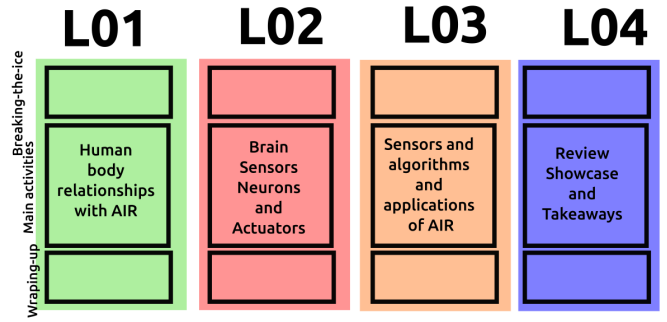 L01
L02
L03
L04
Breaking-the-ice
Main activities
Wraping-up
Human
body
relationships
with AIR
Brain
Sensors
Neurons
and
Actuators
Sensors and
algorithms
and
applications
of AIR
Review
Showcase
and
Takeaways